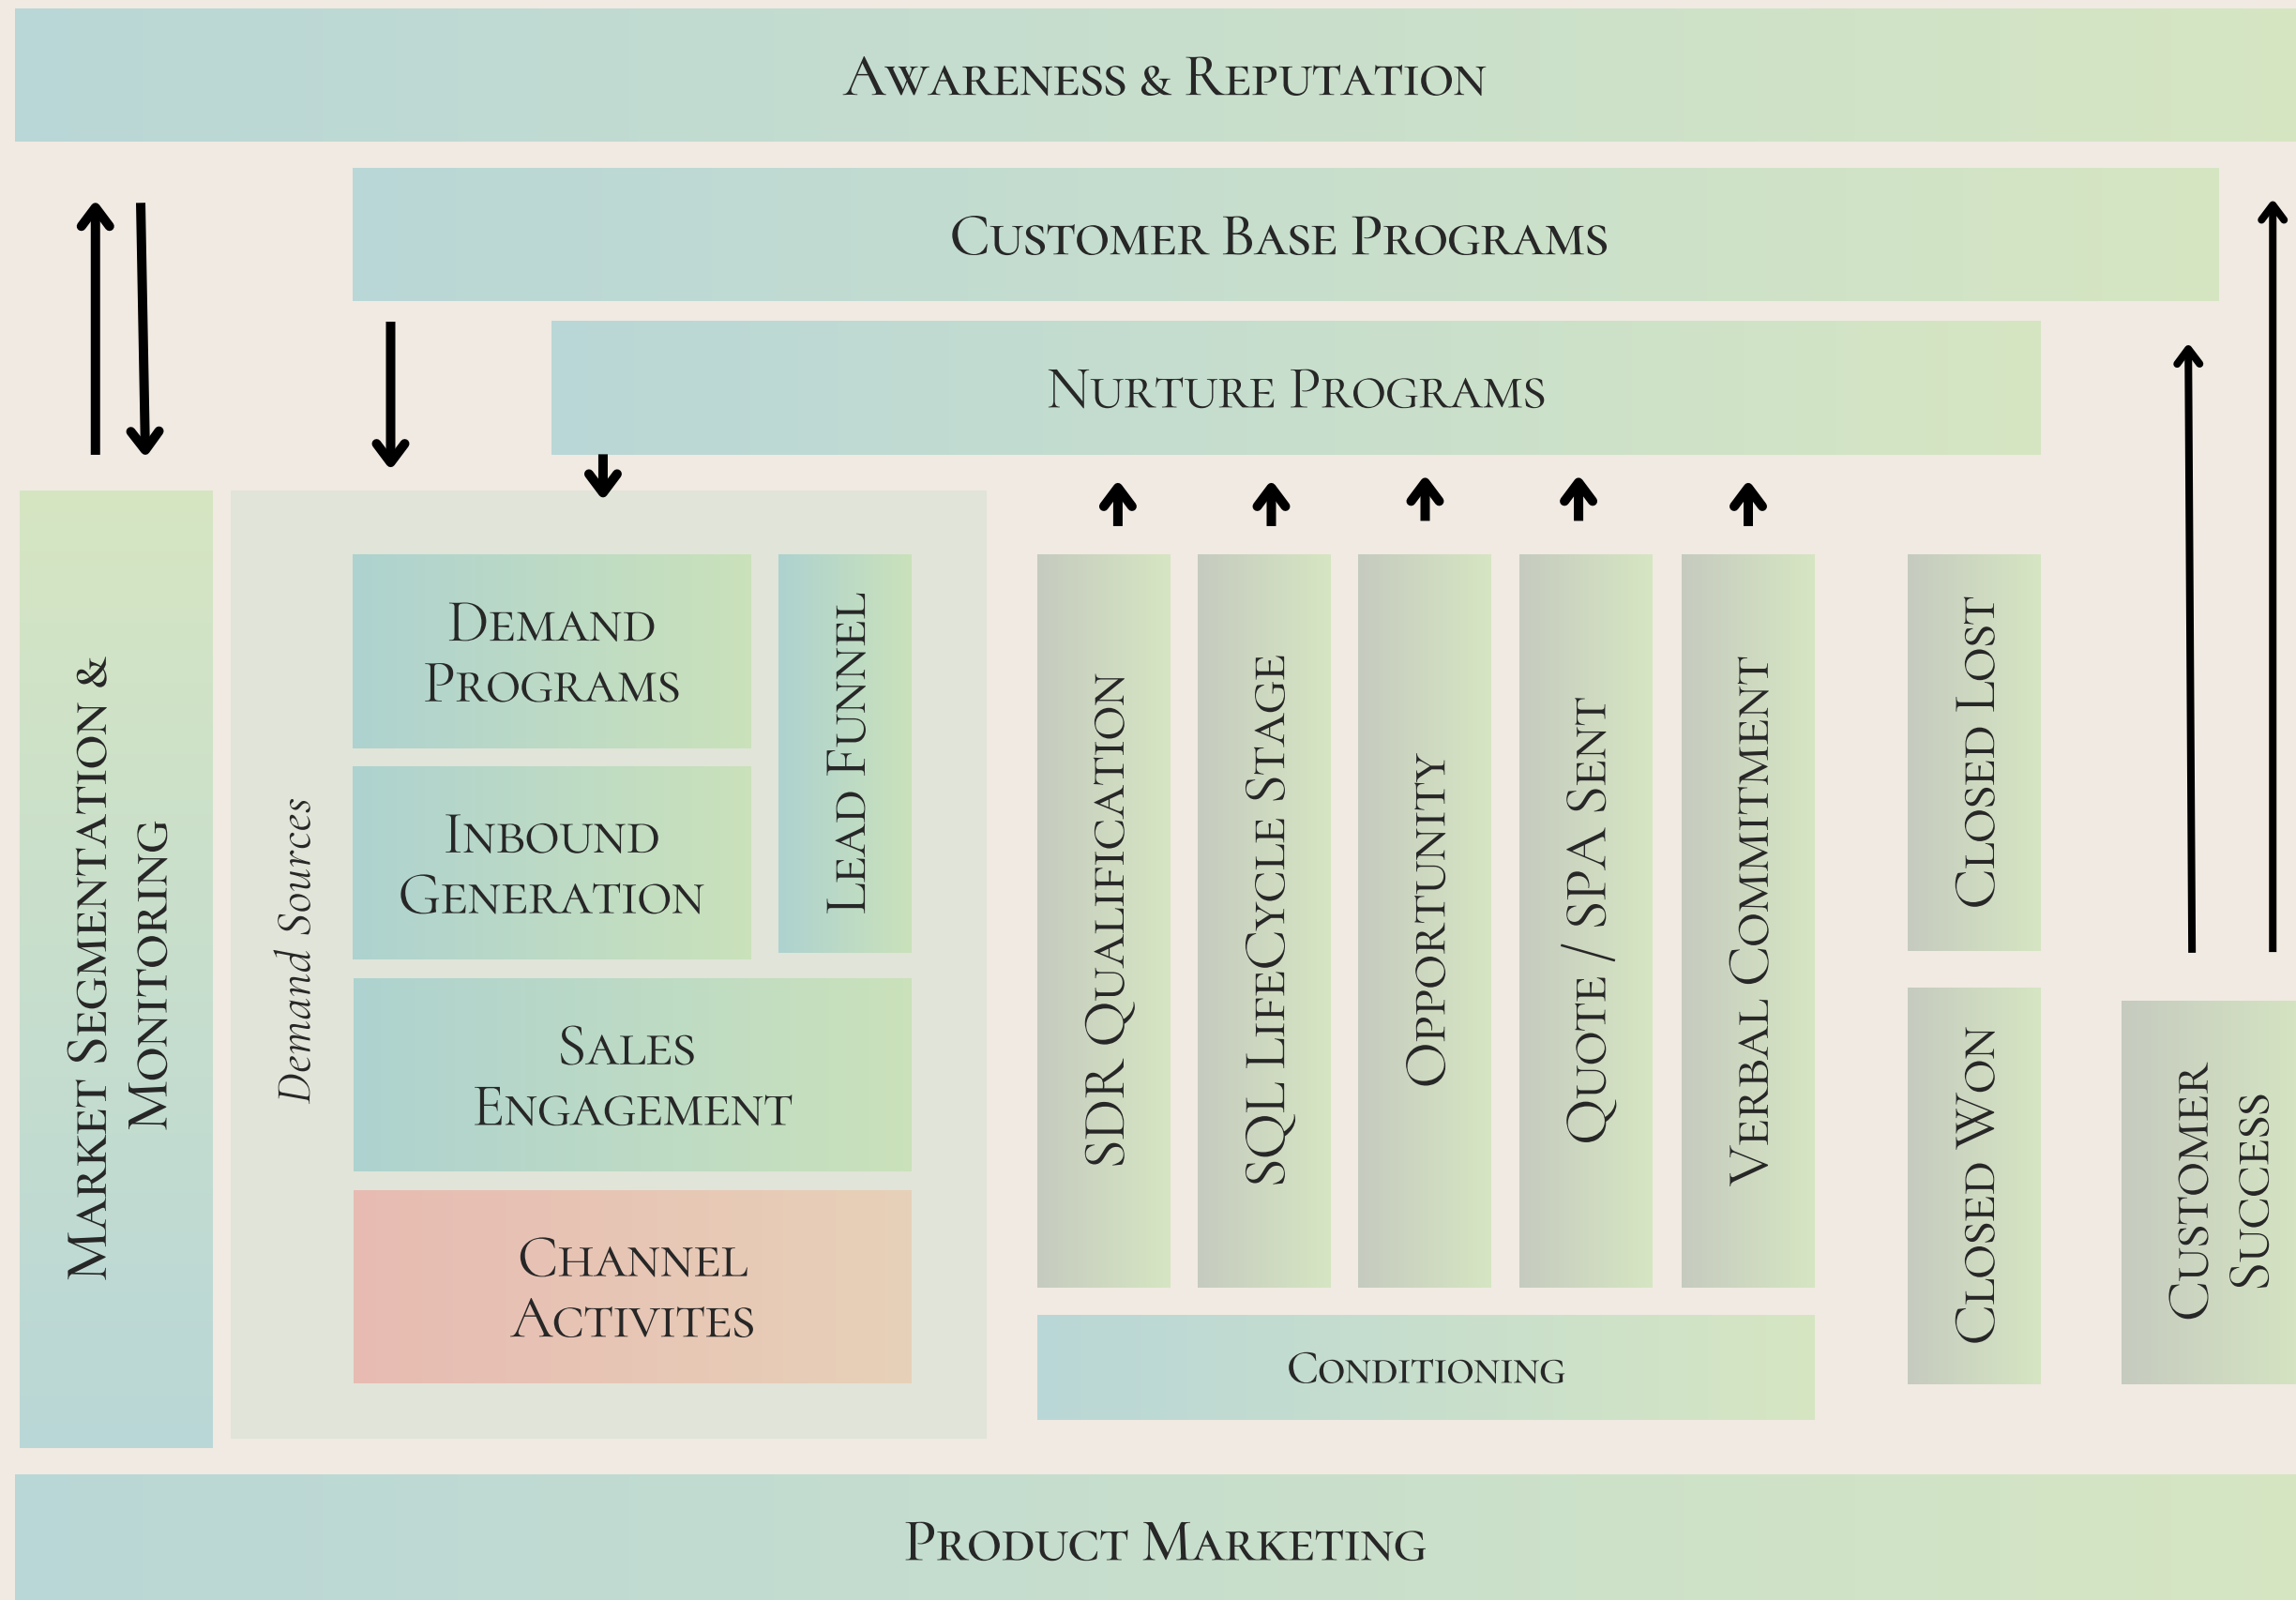 Awareness & Reputation
Customer Base Programs
Nurture Programs
Market Segmentation &
Monitoring
Demand Sources
Demand
Programs
Inbound
Generation
Lead Funnel
Sales
Engagement
Channel
Activites
SDR Qualification
SQL LifeCycle Stage
Opportunity
Quote / SPA Sent
Verbal Commitment
Conditioning
Closed Lost
Closed Won
Customer
Success
Product Marketing